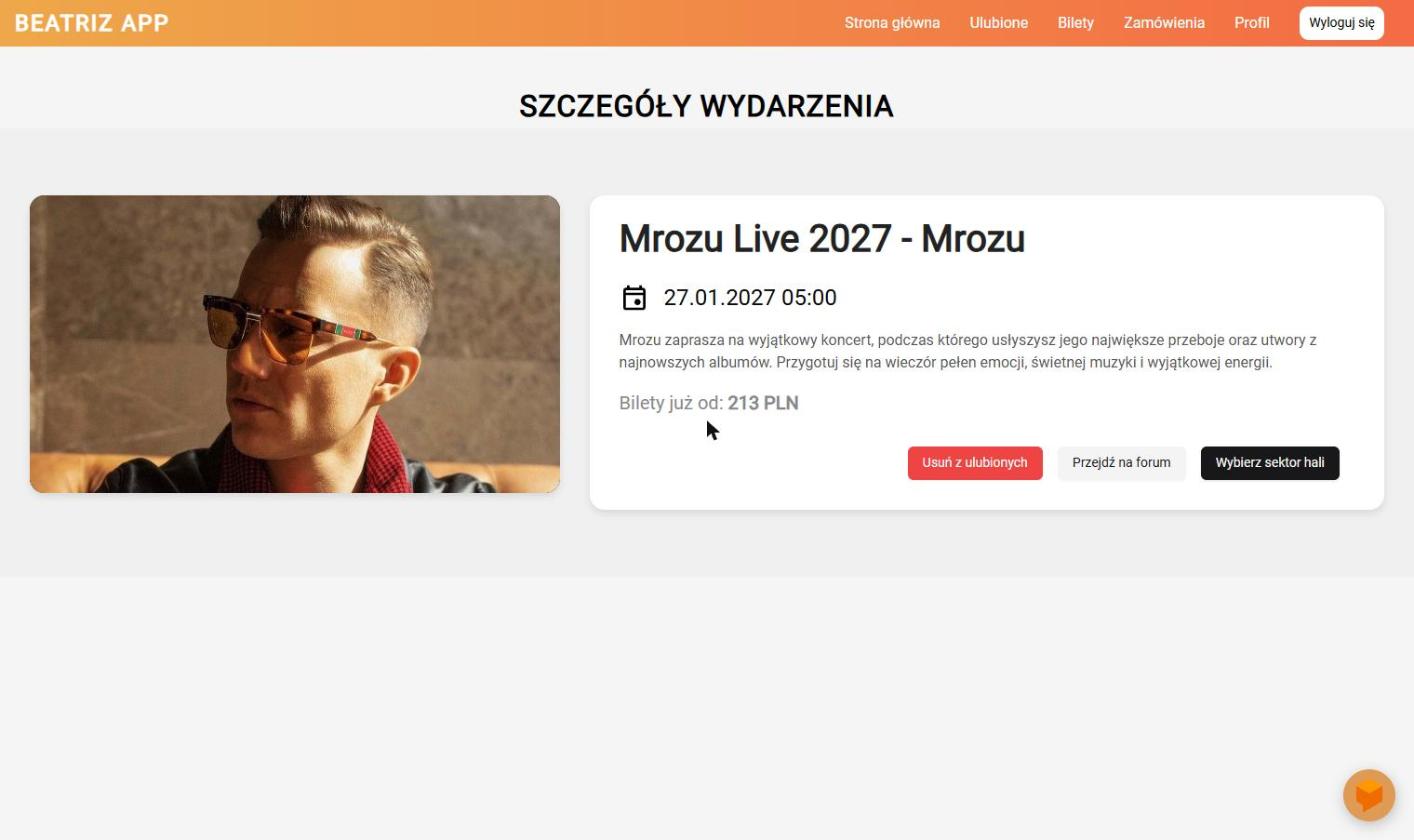 BEATRIZ APP
Strona główna Ulubione Bilety Zamówienia Profil Wyloguj się
SZCZEGÓŁY WYDARZENIA
Mrozu Live 2027 - Mrozu
27.01.2027 05:00
Mrozu zaprasza na wyjątkowy koncert, podczas którego usłyszysz jego największe przeboje oraz utwory z
najnowszych albumów. Przygotuj się na wieczór pełen emocji, świetnej muzyki i wyjątkowej energii.
Bilety już od: 213 PLN
Usuń z ulubionych Przejdź na forum Wybierz sektor hali